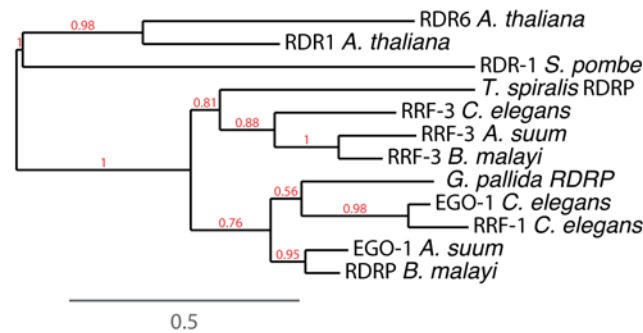 RDR6 A. thaliana
0.98
1
RDR1 A. thaliana
RDR-1 S. pombe
T. spiralis RDRP
0.81
RRF-3 C. elegans
0.88
RRF-3 A. suum
1
RRF-3 B. malayi
1
G. pallida RDRP
0.56
EGO-1 C. elegans
0.98
RRF-1 C. elegans
0.76
EGO-1 A. suum
0.95
RDRP B. malayi
0.5